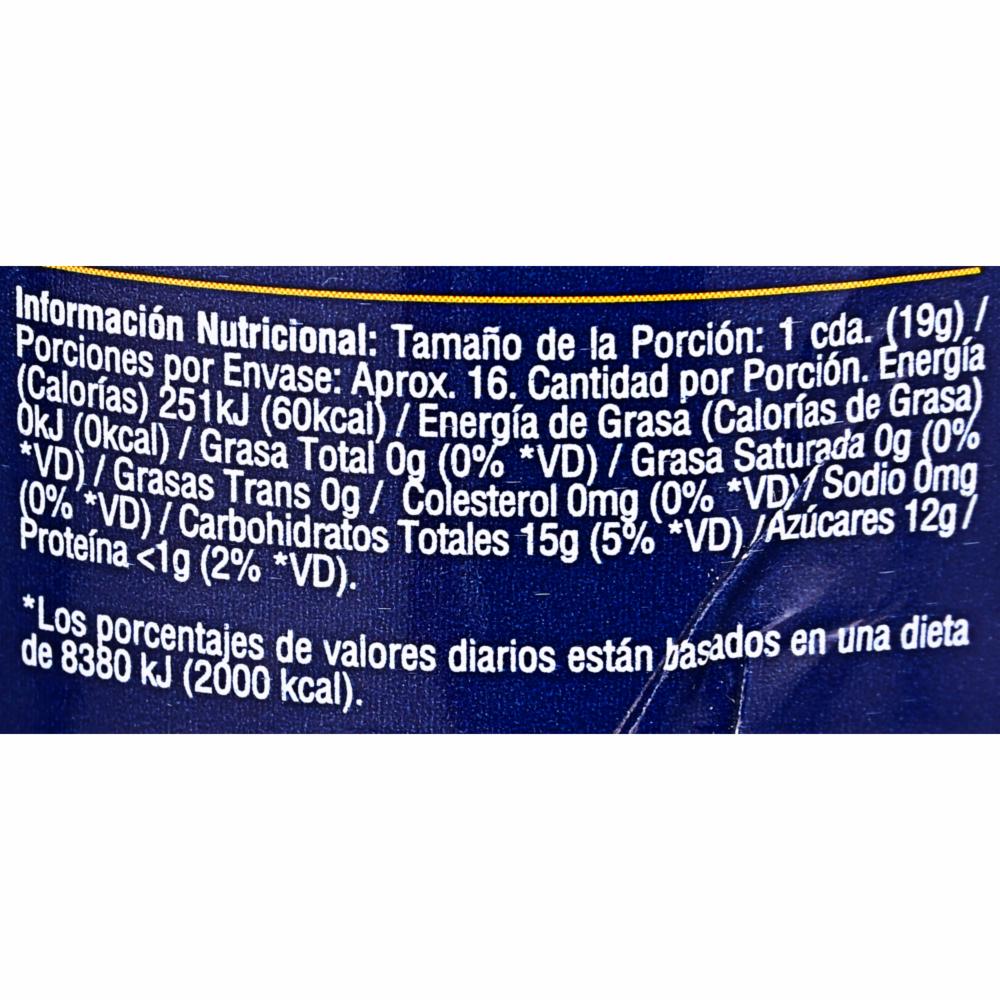 Información Nutricional: Tamaño de la Porción: 1 cda. (19g) /
Porciones por Envase: Aprox. 16. Cantidad por Porción. Energía
(Calorías) 251kJ (60kcal) / Energía de Grasa (Calorías de Grasa)
0kJ (0kcal) / Grasa Total 0g (0% *VD) / Grasa Saturada 0g (0%
*VD) / Grasas Trans 0g / Colesterol 0mg (0% *VD) / Sodio 0mg
(0% *VD) / Carbohidratos Totales 15g (5% *VD) / Azúcares 12g /
Proteína <1g (2% *VD).
*Los porcentajes de valores diarios están basados en una dieta
de 8380 kJ (2000 kcal).